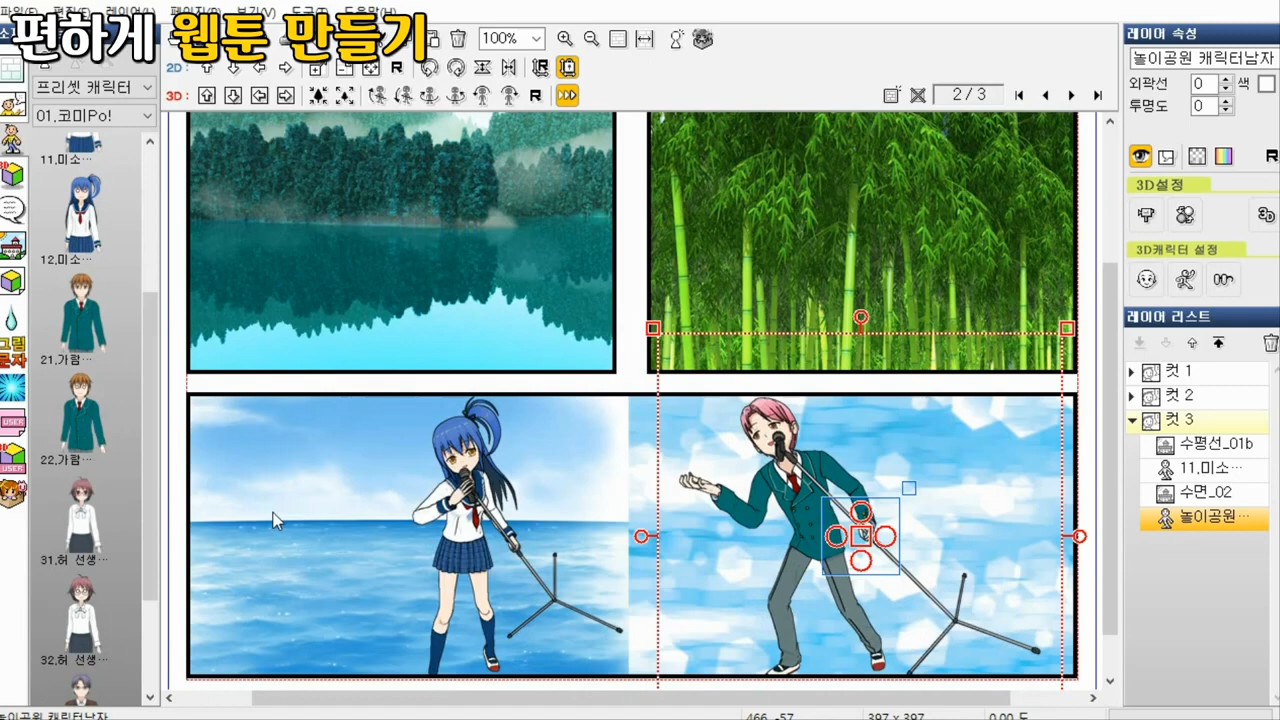 편하게 웹툰 만들기
프리셋 캐릭터
01.코미Po!
11.미소…
12.미소…
21.가람…
22.가람…
31.허 선생…
32.허 선생…
100%
2D:
3D:
2 / 3
레이어 속성
놀이공원 캐릭터남자
외곽선 0 색
투명도 0
3D설정
3D캐릭터 설정
레이어 리스트
컷 1
컷 2
컷 3
수평선_01b
11.미소…
수면_02
놀이공원…
그림
문자
USER
3D
USER
466, -57
397 x 397
0.00 도